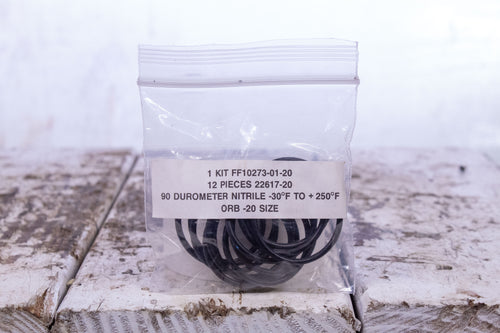 1 KIT FF10273-01-20
12 PIECES 22617-20
90 DUROMETER NITRILE -30°F TO +250°F
ORB -20 SIZE